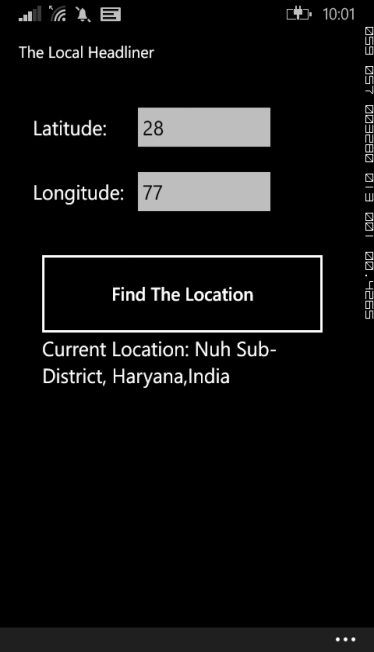 10:01
The Local Headliner
Latitude: 28
Longitude: 77
Find The Location
Current Location: Nuh Sub-
District, Haryana,India